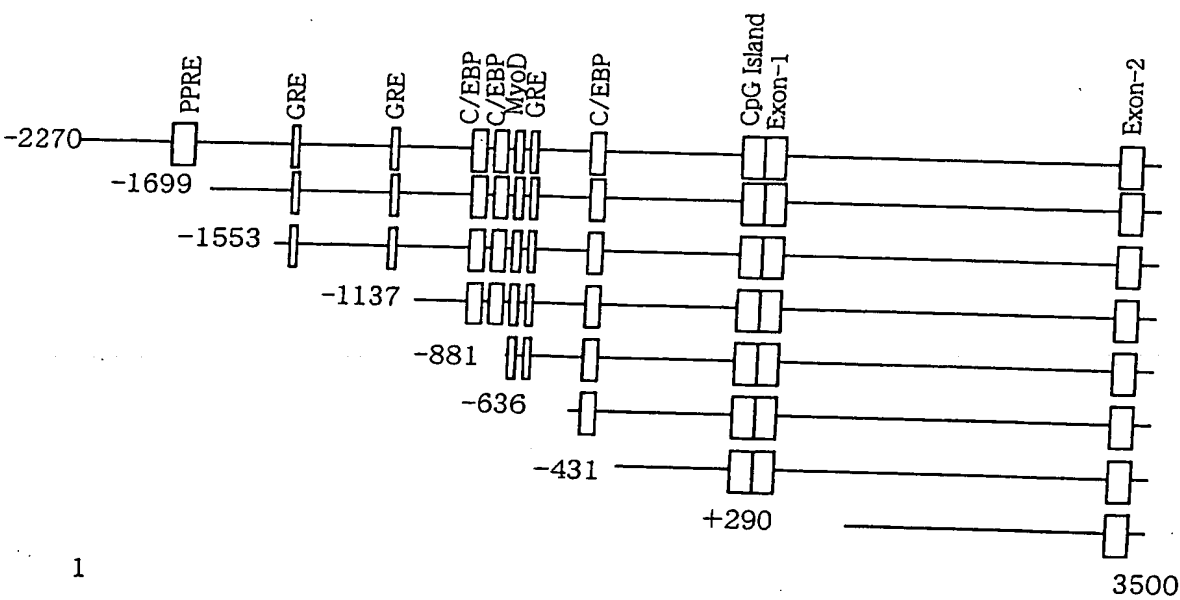 PPRE
GRE
GRE
C/EBP
C/EBP
MyoD
GRE
C/EBP
CpG Island
Exon-1
Exon-2
-2270
-1699
-1553
-1137
-881
-636
-431
+290
1
3500